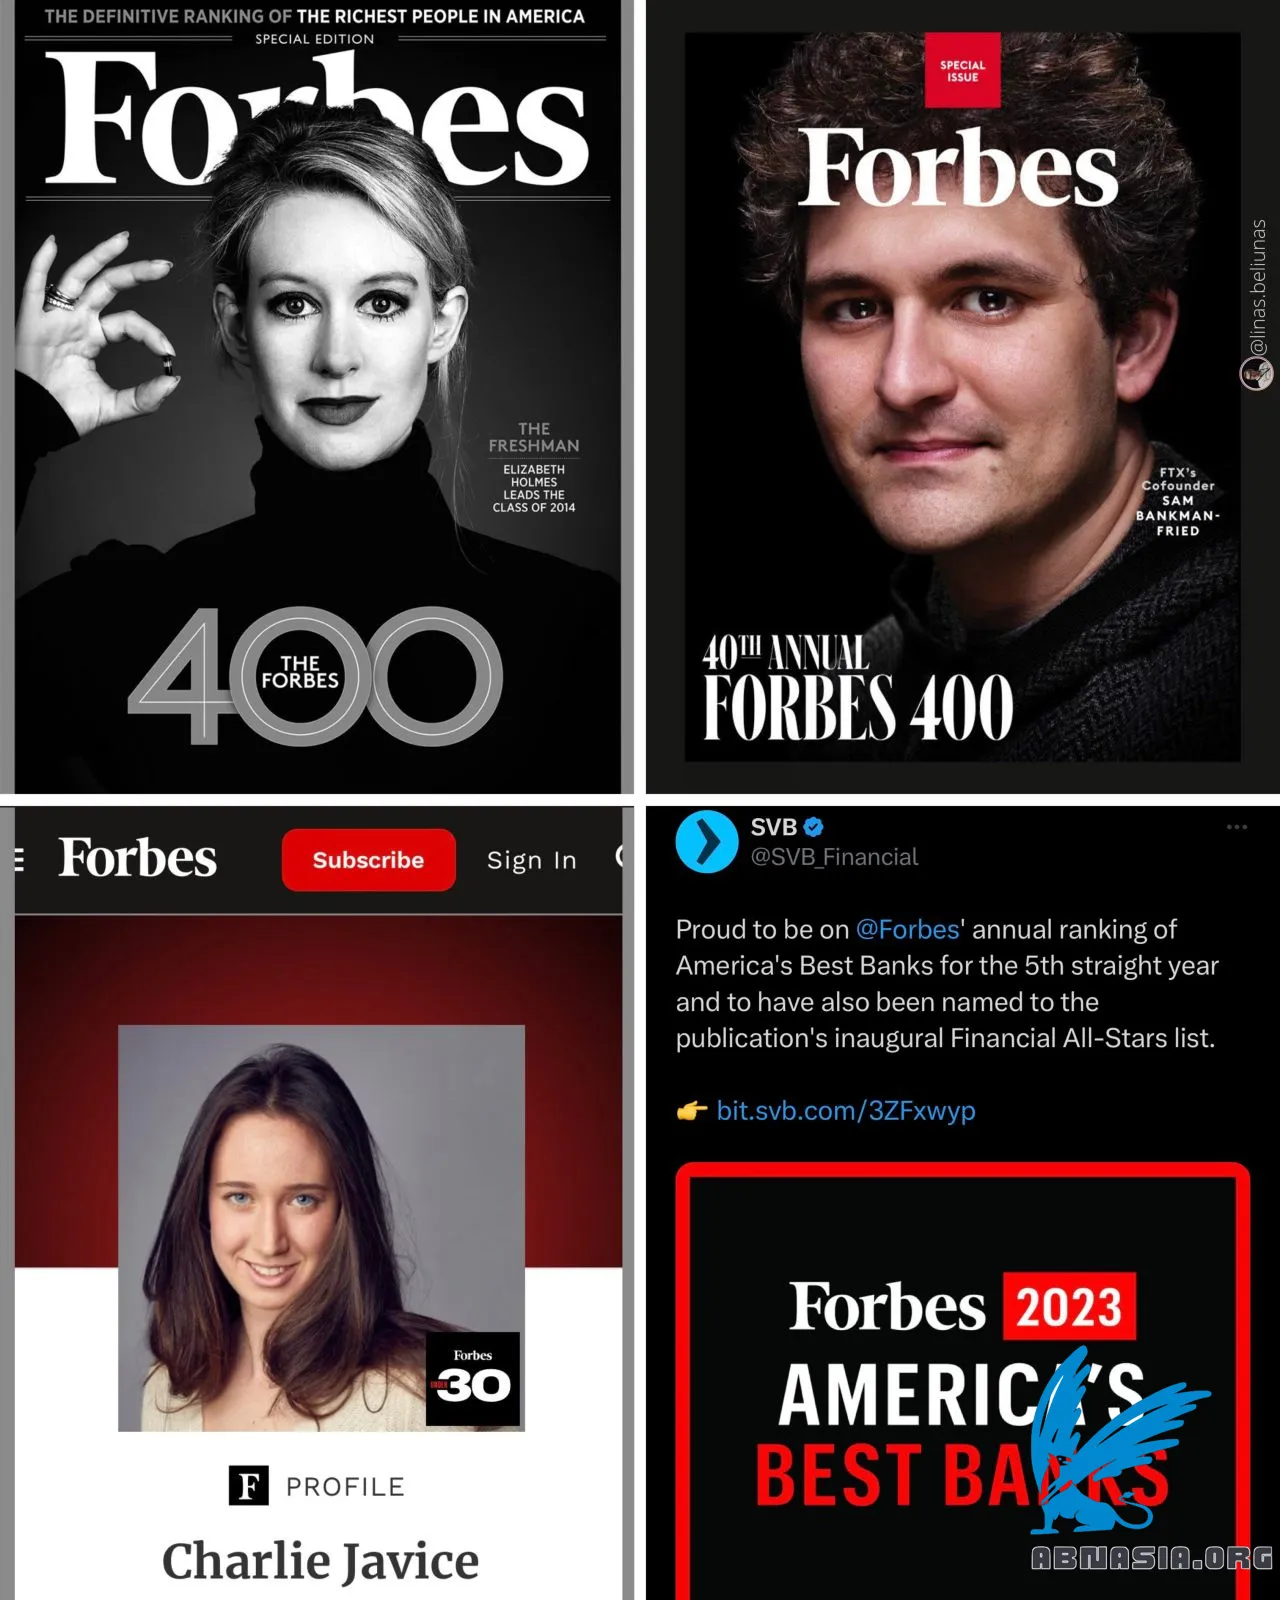 THE DEFINITIVE RANKING OF THE RICHEST PEOPLE IN AMERICA
SPECIAL EDITION
Forbes
THE
FRESHMAN
ELIZABETH
HOLMES
LEADS THE
CLASS OF 2014
400
THE
FORBES
SPECIAL
ISSUE
Forbes
FTX's
Cofounder
SAM
BANKMAN-
FRIED
40TH ANNUAL
FORBES 400
@linas.beliunas
Forbes
Subscribe
Sign In
Forbes
UNDER
30
F PROFILE
Charlie Javice
SVB
@SVB_Financial
Proud to be on @Forbes' annual ranking of
America's Best Banks for the 5th straight year
and to have also been named to the
publication's inaugural Financial All-Stars list.
👉 bit.svb.com/3ZFxwyp
Forbes 2023
AMERICA'S
BEST BANKS
ABNASIA.ORG